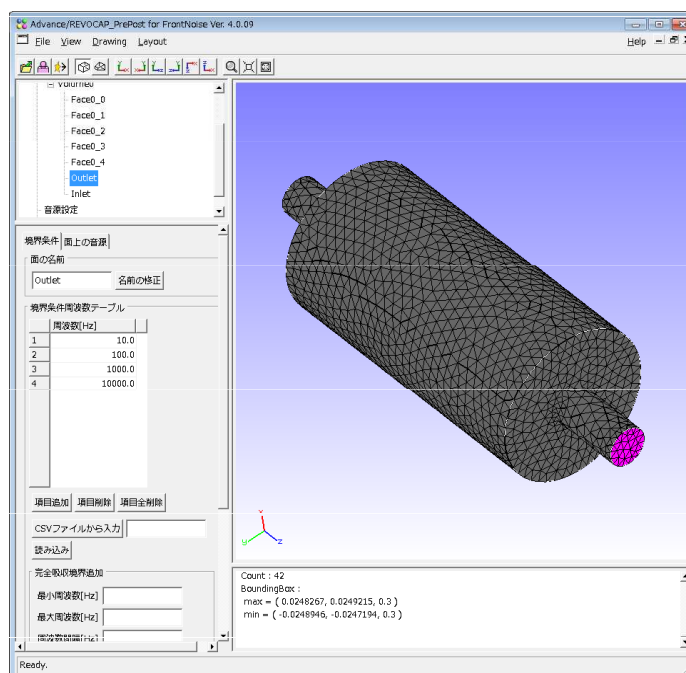 Advance/REVOCAP_PrePost for FrontNoise Ver. 4.0.09
File View Drawing Layout Help
Volume0
Face0_0
Face0_1
Face0_2
Face0_3
Face0_4
Outlet
Inlet
音源設定
境界条件 面上の音源
面の名前
Outlet 名前の修正
境界条件周波数テーブル
周波数[Hz]
1 10.0
2 100.0
3 1000.0
4 10000.0
項目追加 項目削除 項目全削除
CSVファイルから入力
読み込み
完全吸収境界追加
最小周波数[Hz]
最大周波数[Hz]
周波数間隔[Hz]
Y
Z
Count : 42
BoundingBox :
max = ( 0.0248267, 0.0249215, 0.3 )
min = ( -0.0248946, -0.0247194, 0.3 )
Ready.